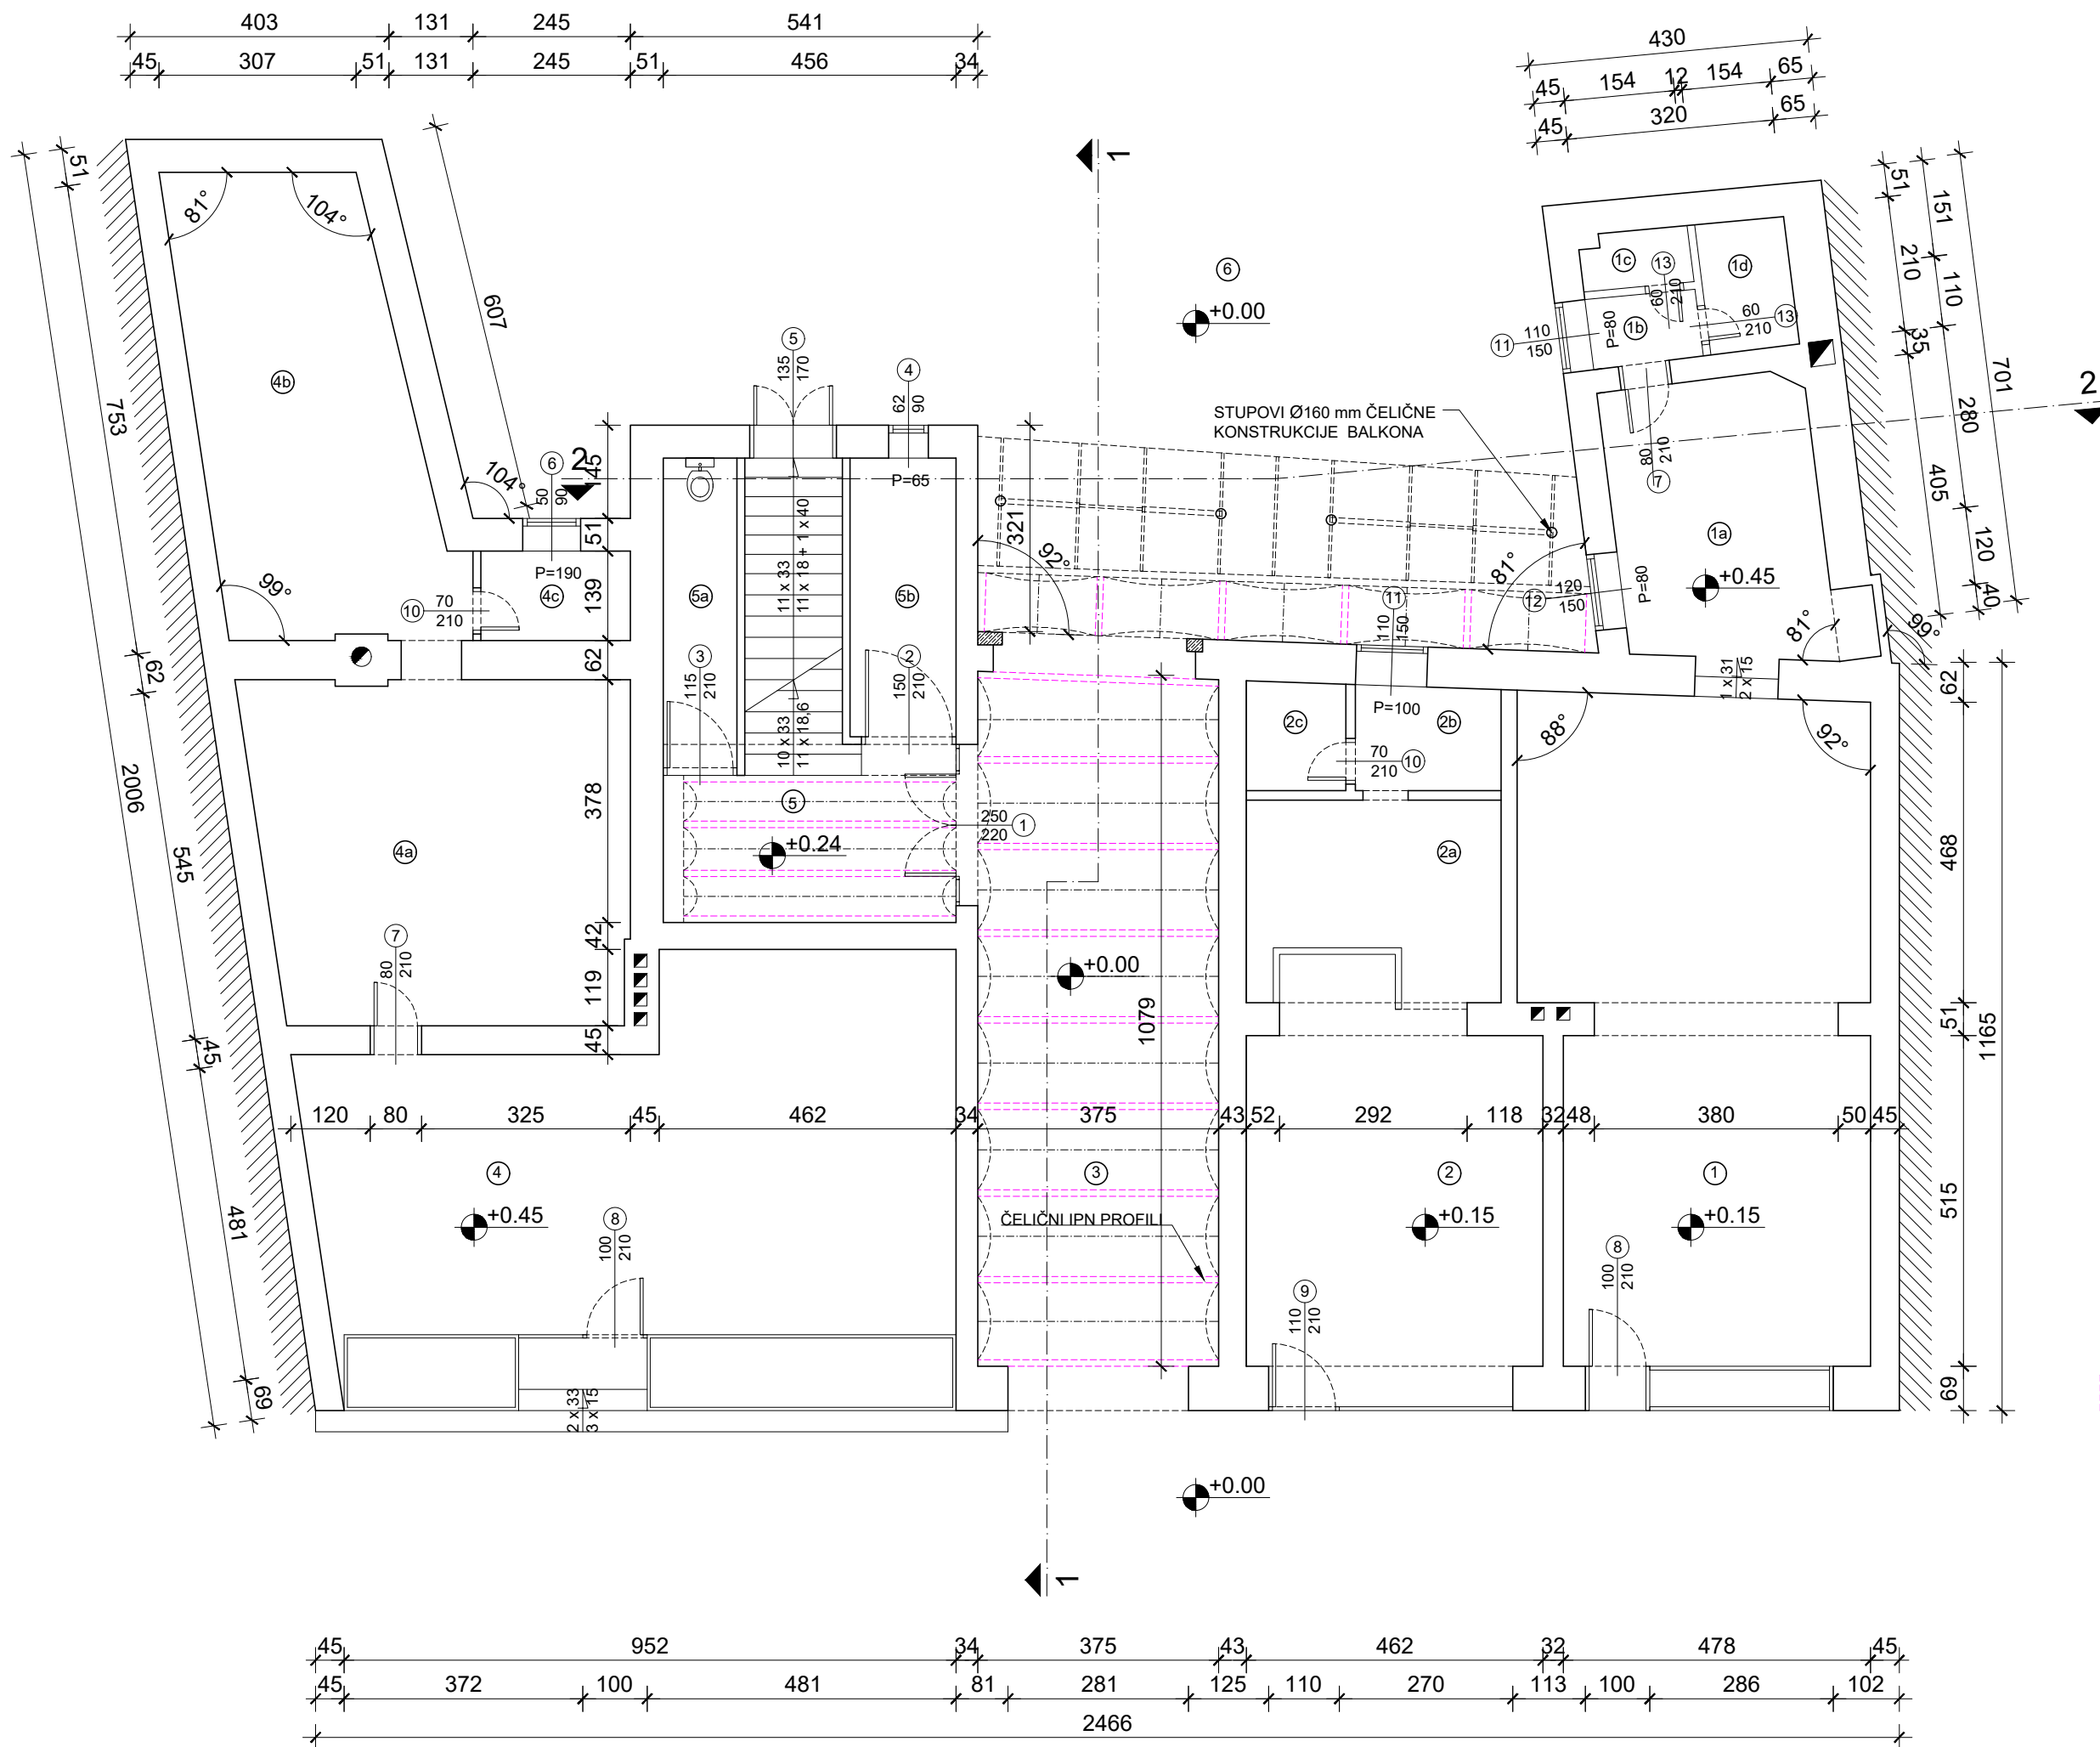 403 131 245 541
45 307 51 131 245 51 456 34
430
45 154 12 154 65
45 320 65
51 753 62 545 45 481 69
2006
607
81° 104°
4b
99°
104°
6 50 90
2
P=190
4c
10 70 210
145 51 139 62 378 42 119 45
5 135 170
4 62 90
P=65
321
5a
5b
11 x 33
11 x 18 + 1 x 40
10 x 33
11 x 18,6
3 115 210
2 150 210
5
+0.24
250 220 1
4a
7 80 210
1
6
+0.00
STUPOVI Ø160 mm ČELIČNE
KONSTRUKCIJE BALKONA
92°
81°
11 110 150
P=100
12 120 150
P=80
1c
13 60 210
1d
1b
P=80
60 210 13
11 110 150
7 80 210
1a
+0.45
81°
99°
1 x 31
2 x 15
51 210 35 405
151 110 280 120 40
701
2
2c
2b
70 210 10
2a
88°
92°
+0.00
1079
62 468 51 515 69
1165
120 80 325 45 462 34 375 43 52 292 118 32 48 380 50 45
4
+0.45
8 100 210
3
ČELIČNI IPN PROFILI
2
+0.15
1
+0.15
9 110 210
8 100 210
2 x 33
3 x 15
+0.00
1
45 952 34 375 43 462 32 478 45
45 372 100 481 81 281 125 110 270 113 100 286 102
2466